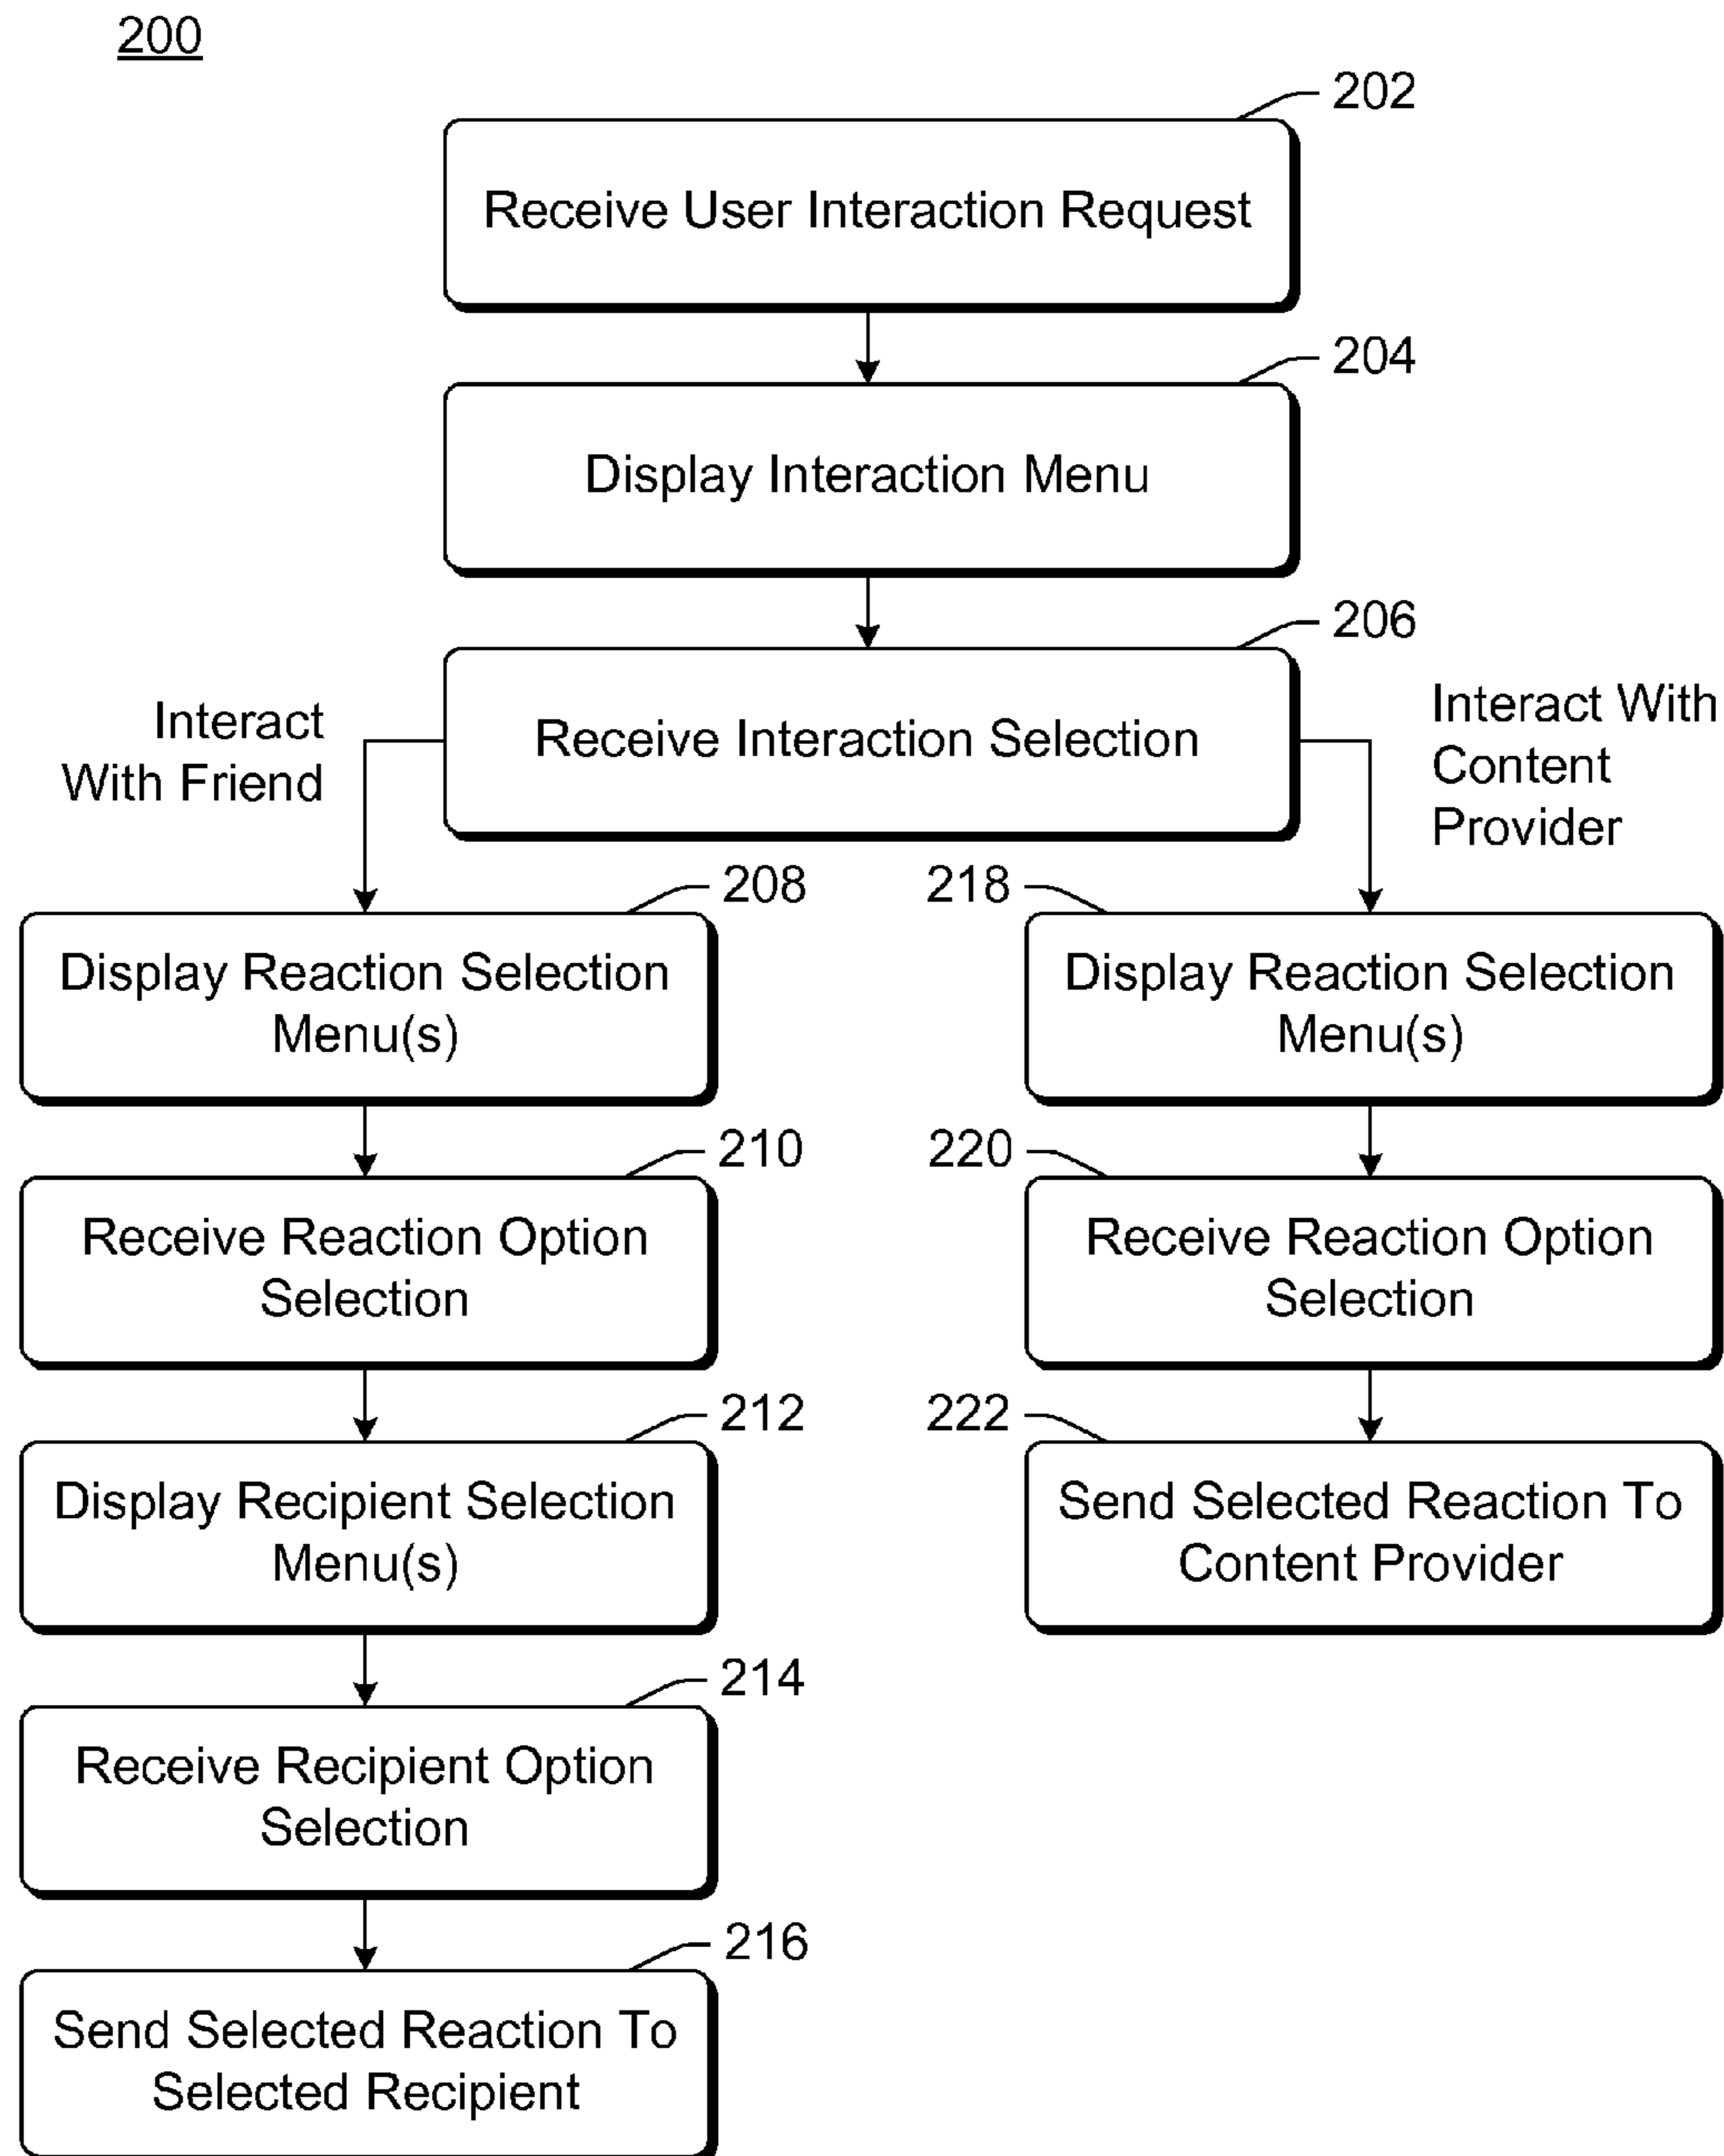 200
202
Receive User Interaction Request
204
Display Interaction Menu
206
Receive Interaction Selection
Interact
With Friend
Interact With
Content
Provider
208
Display Reaction Selection
Menu(s)
210
Receive Reaction Option
Selection
212
Display Recipient Selection
Menu(s)
214
Receive Recipient Option
Selection
216
Send Selected Reaction To
Selected Recipient
218
Display Reaction Selection
Menu(s)
220
Receive Reaction Option
Selection
222
Send Selected Reaction To
Content Provider